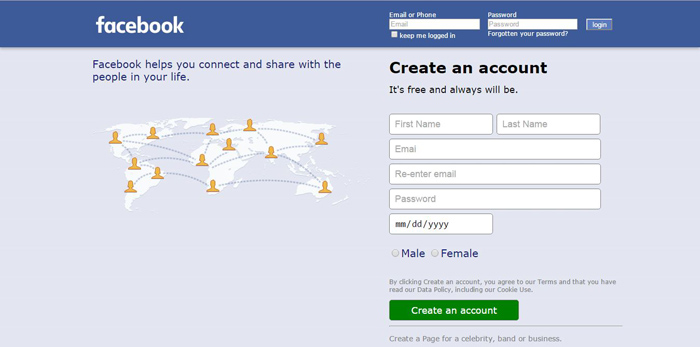 facebook
Email or Phone
Password
Email
Password
login
keep me logged in
Forgotten your password?
Facebook helps you connect and share with the
people in your life.
Create an account
It's free and always will be.
First Name
Last Name
Emai
Re-enter email
Password
mm/dd/yyyy
Male
Female
By clicking Create an account, you agree to our Terms and that you have
read our Data Policy, including our Cookie Use.
Create an account
Create a Page for a celebrity, band or business.